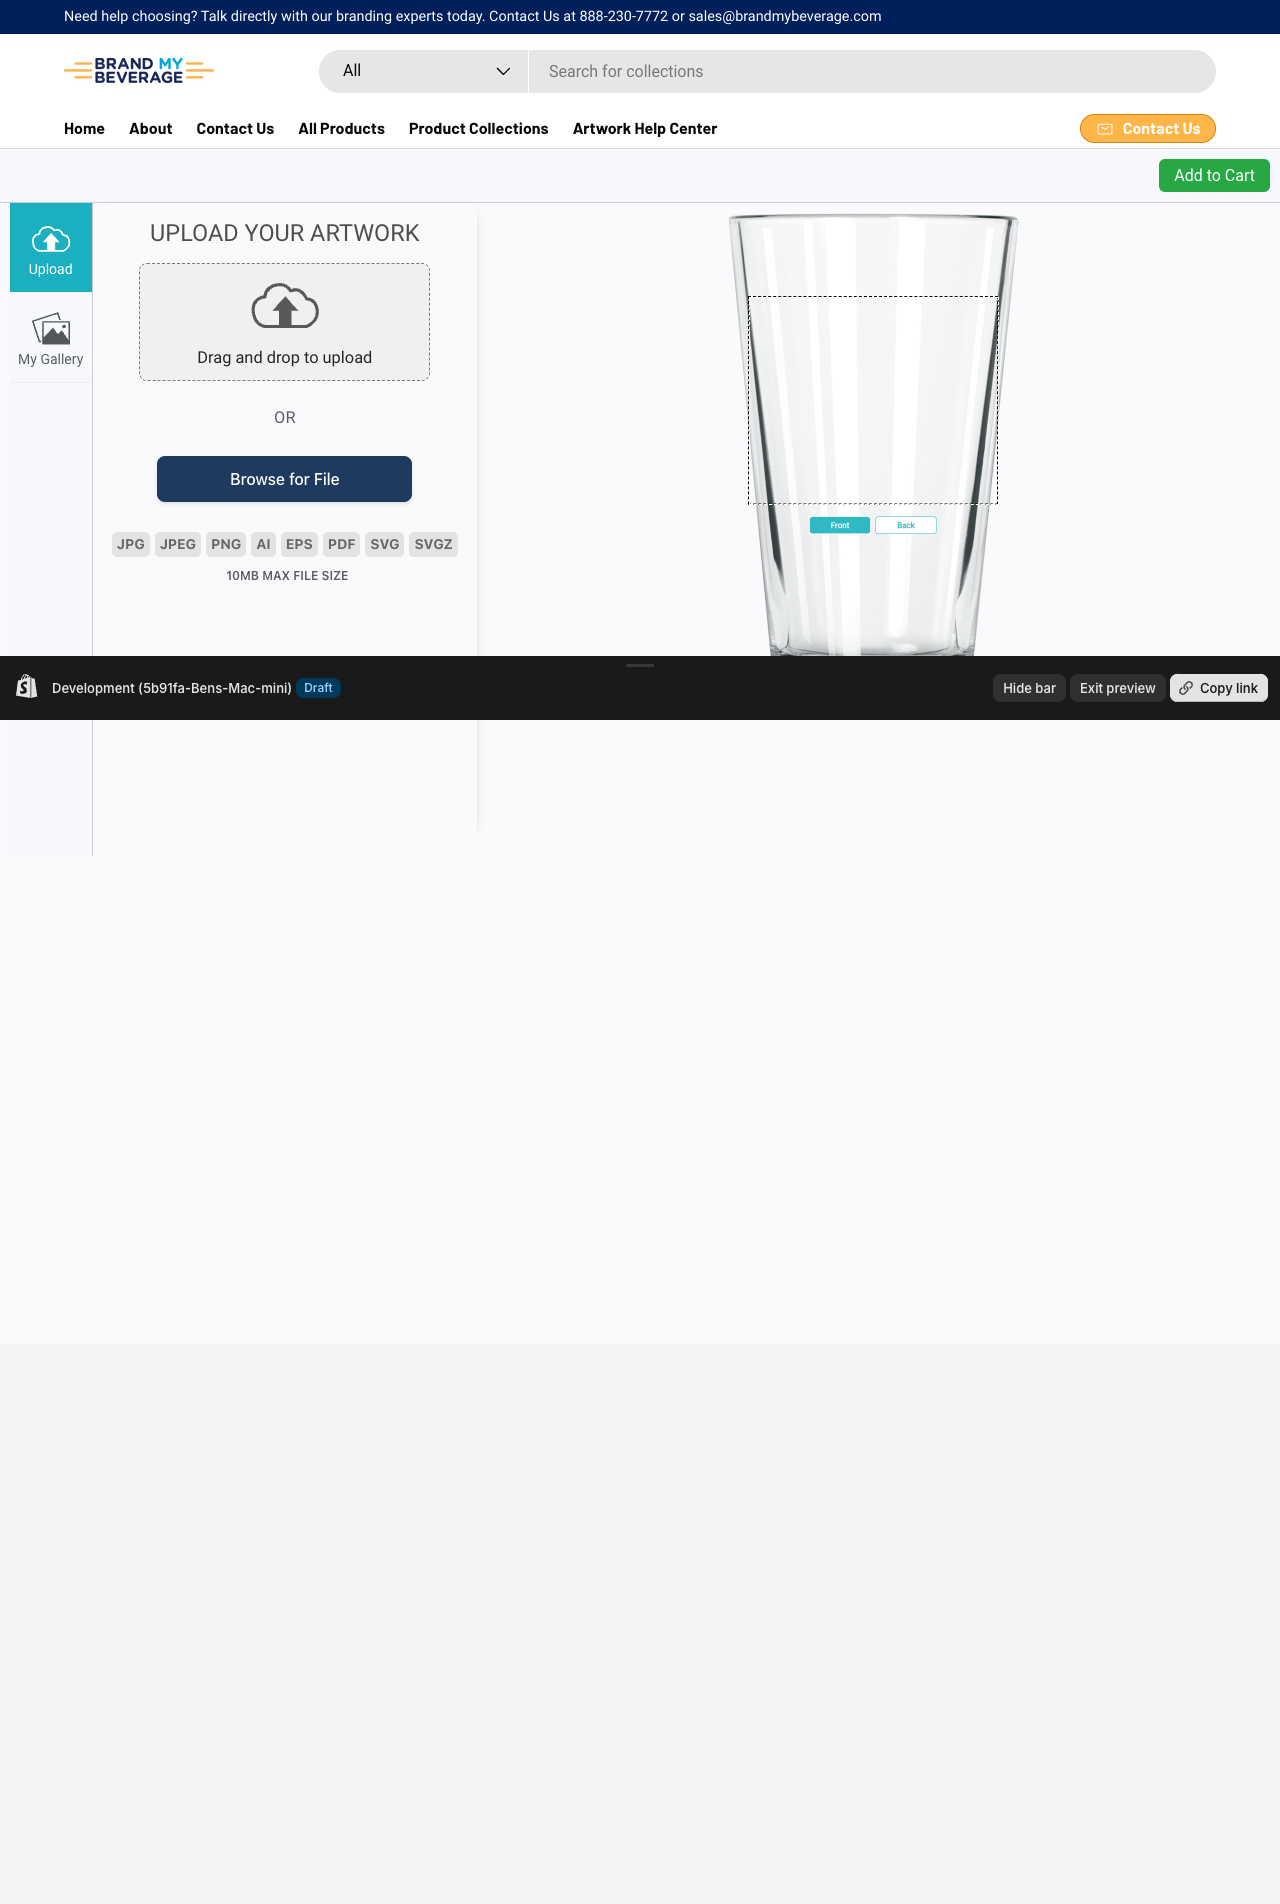 Need help choosing? Talk directly with our branding experts today. Contact Us at 888-230-7772 or sales@brandmybeverage.com
BRAND MY
BEVERAGE
All
Search for collections
Home
About
Contact Us
All Products
Product Collections
Artwork Help Center
Contact Us
Add to Cart
Upload
My Gallery
UPLOAD YOUR ARTWORK
Drag and drop to upload
OR
Browse for File
JPG JPEG PNG AI EPS PDF SVG SVGZ
10MB MAX FILE SIZE
Front
Back
Development (5b91fa-Bens-Mac-mini)
Draft
Hide bar
Exit preview
Copy link